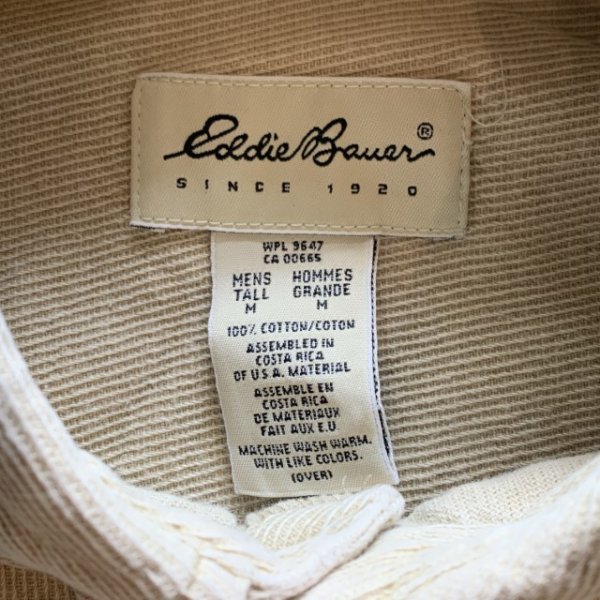 Eddie Bauer®
SINCE 1920
WPL 9647
CA 00665
MENS HOMMES
TALL GRANDE
M M
100% COTTON/COTON
ASSEMBLED IN
COSTA RICA
OF U.S.A. MATERIAL
ASSEMBLE EN
COSTA RICA
DE MATERIAUX
FAIT AUX E.U.
MACHINE WASH WARM.
WITH LIKE COLORS.
(OVER)